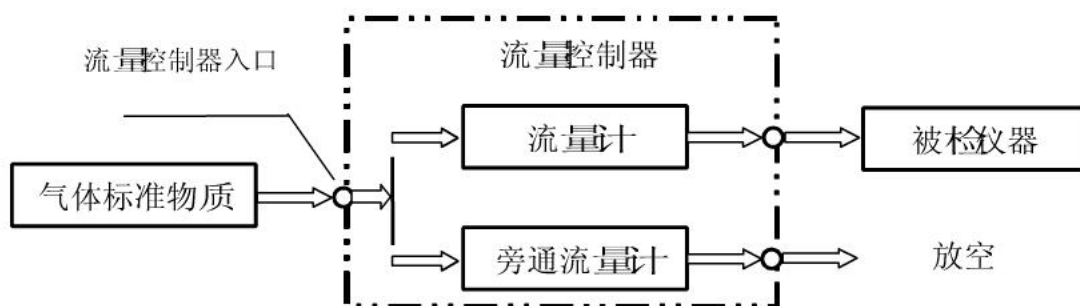 流量控制器入口
流量控制器
流量计
被检仪器
气体标准物质
旁通流量计
放空